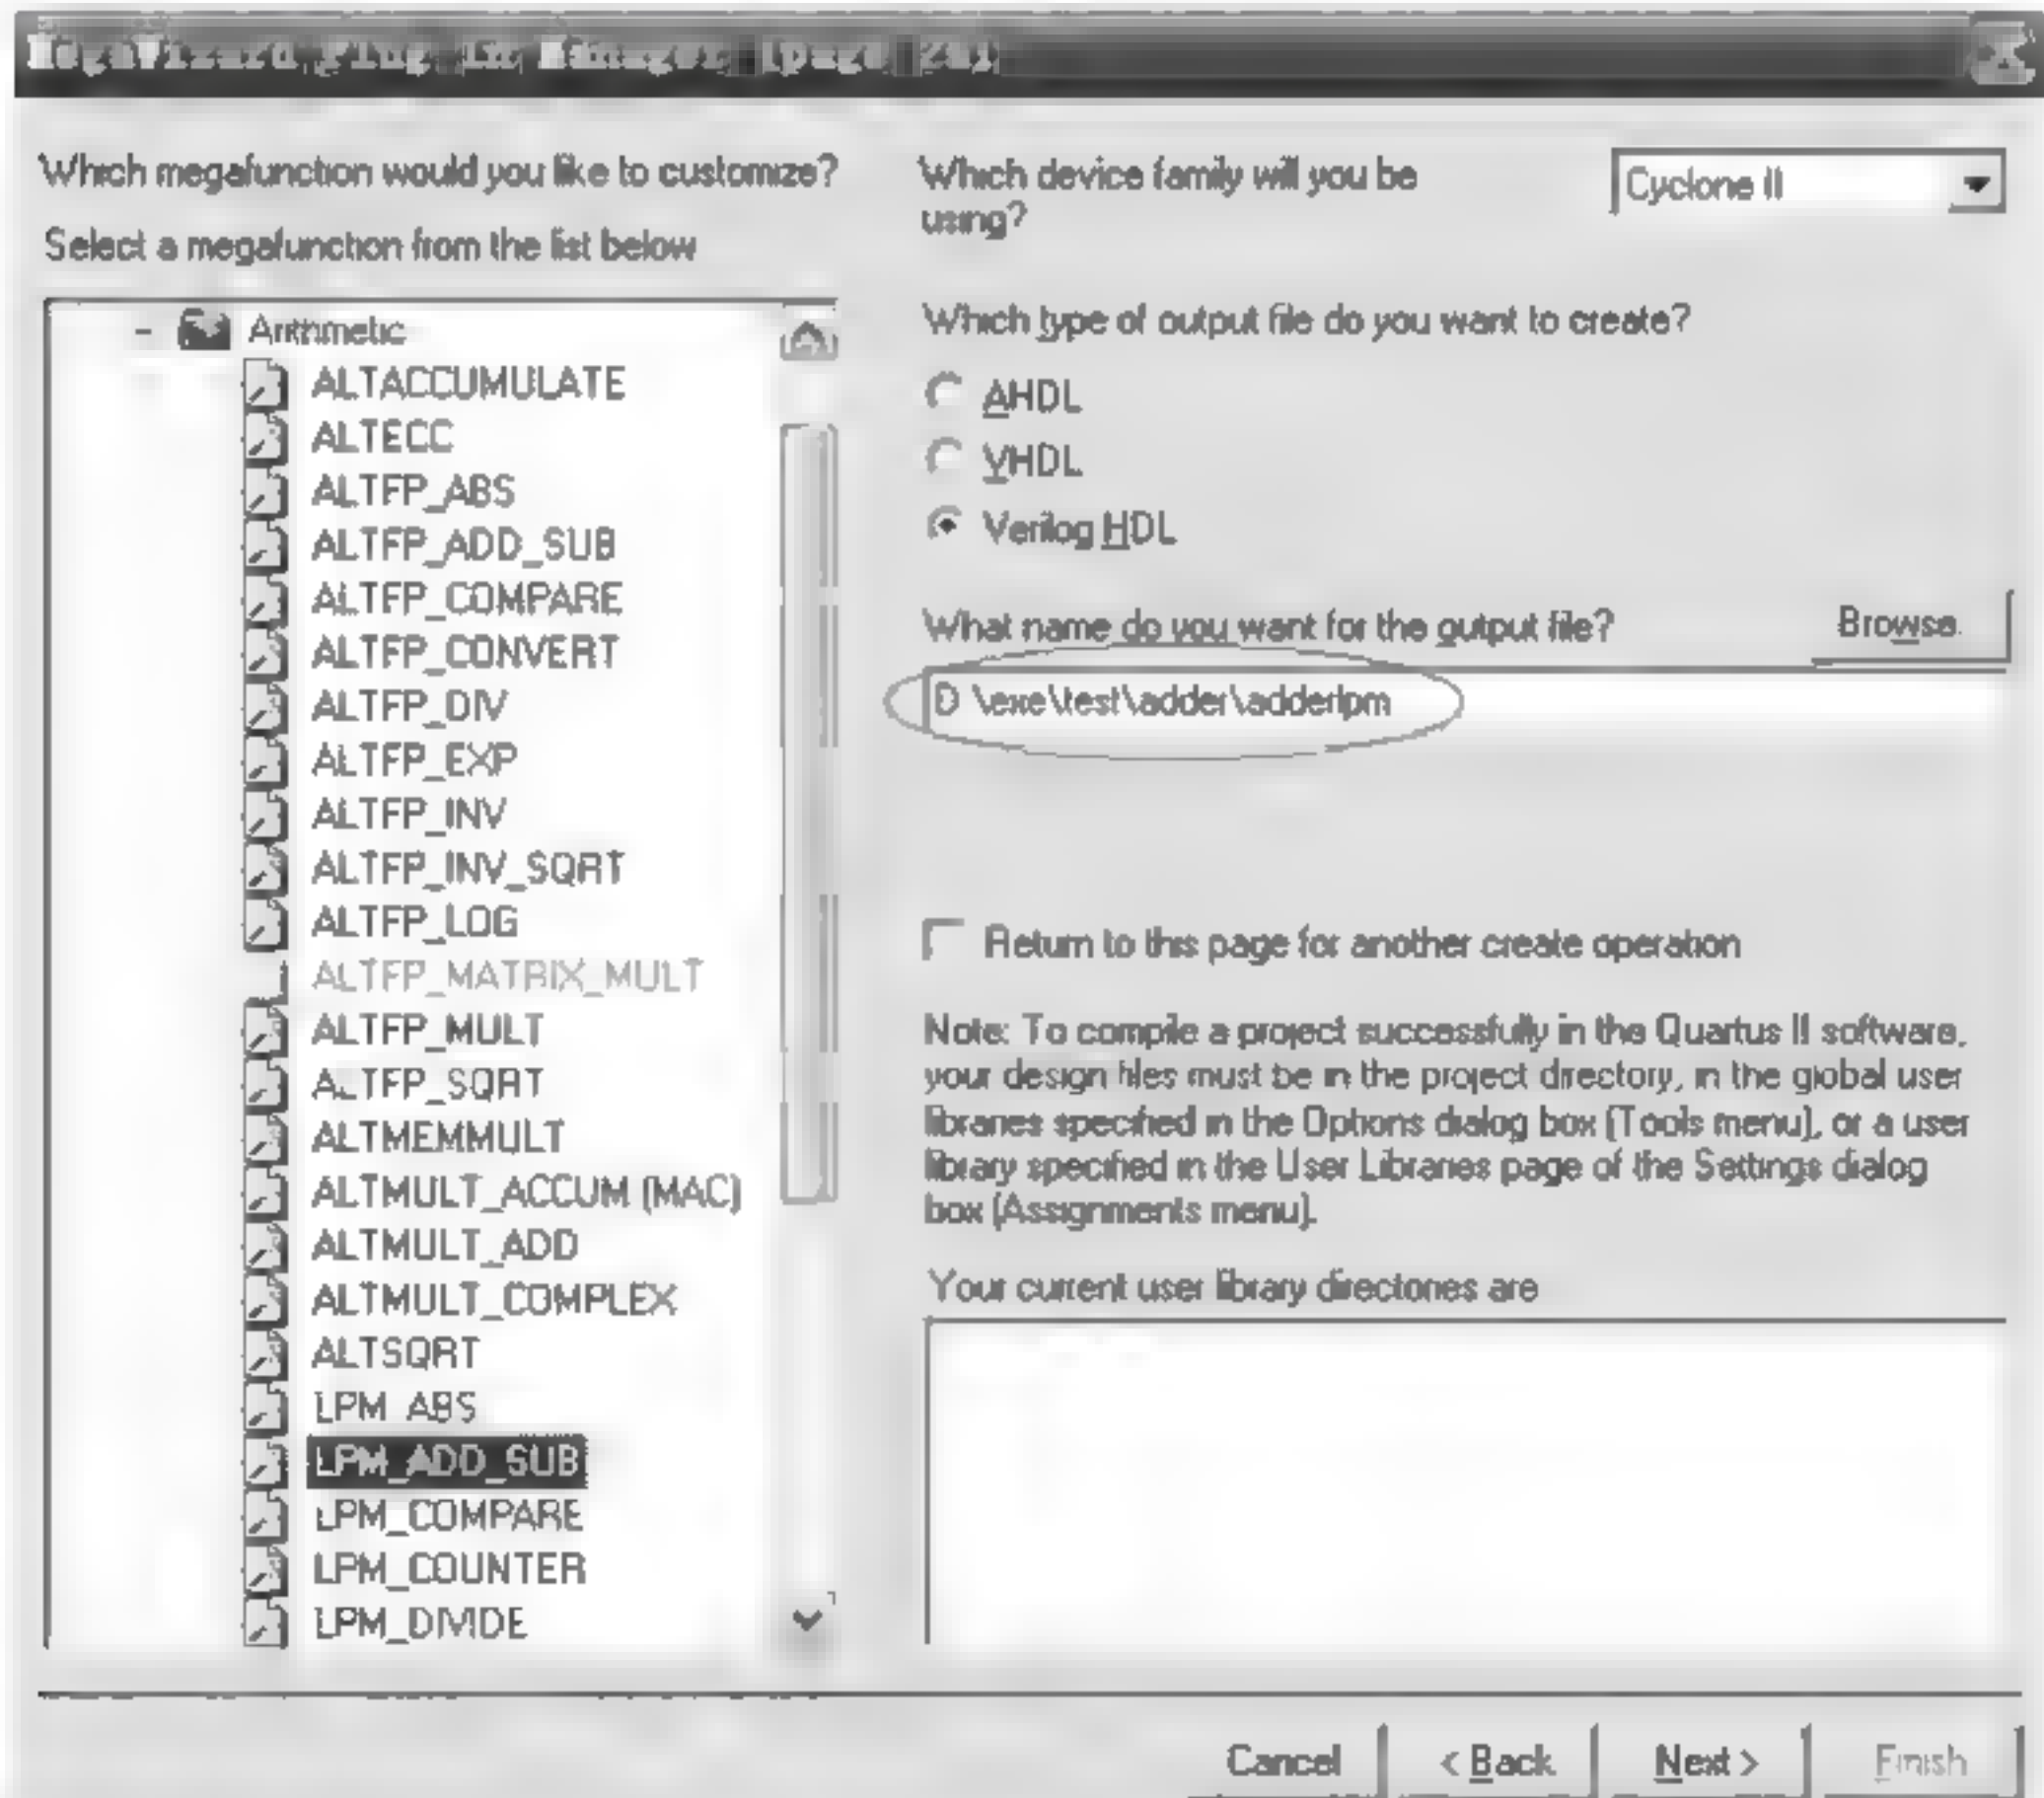 MegaWizard Plug-In Manager [page 2a]
Which megafunction would you like to customize?
Select a megafunction from the list below
Arithmetic
ALTACCUMULATE
ALTECC
ALTFP_ABS
ALTFP_ADD_SUB
ALTFP_COMPARE
ALTFP_CONVERT
ALTFP_DIV
ALTFP_EXP
ALTFP_INV
ALTFP_INV_SQRT
ALTFP_LOG
ALTFP_MATRIX_MULT
ALTFP_MULT
ALTFP_SQRT
ALTMEMMULT
ALTMULT_ACCUM (MAC)
ALTMULT_ADD
ALTMULT_COMPLEX
ALTSQRT
LPM_ABS
LPM_ADD_SUB
LPM_COMPARE
LPM_COUNTER
LPM_DIVIDE
Which device family will you be
using?
Cyclone II
Which type of output file do you want to create?
AHDL
VHDL
Verilog HDL
What name do you want for the output file?
Browse.
D \exe\test\adder\adderlpm
Return to this page for another create operation
Note: To compile a project successfully in the Quartus II software,
your design files must be in the project directory, in the global user
libraries specified in the Options dialog box (Tools menu), or a user
library specified in the User Libraries page of the Settings dialog
box (Assignments menu).
Your current user library directories are
Cancel
< Back
Next >
Finish